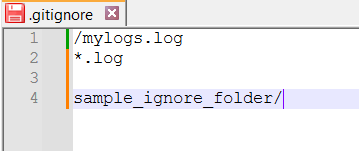 .gitignore
1 /mylogs.log
2 *.log
3
4 sample_ignore_folder/